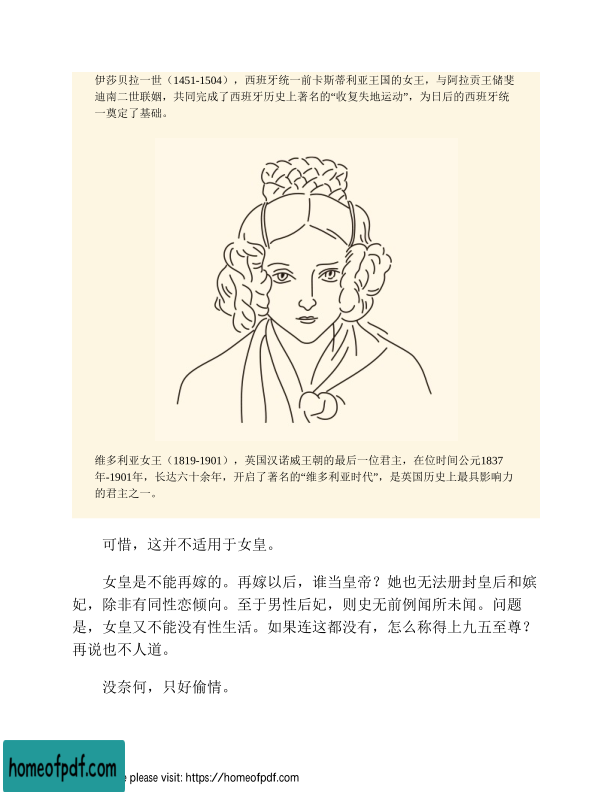 伊莎贝拉一世（1451-1504），西班牙统一前卡斯蒂利亚王国的女王，与阿拉贡王储斐
迪南二世联姻，共同完成了西班牙历史上著名的“收复失地运动”，为日后的西班牙统
一奠定了基础。
维多利亚女王（1819-1901），英国汉诺威王朝的最后一位君主，在位时间公元1837
年-1901年，长达六十余年，开启了著名的“维多利亚时代”，是英国历史上最具影响力
的君主之一。
可惜，这并不适用于女皇。
女皇是不能再嫁的。再嫁以后，谁当皇帝？她也无法册封皇后和嫔
妃，除非有同性恋倾向。至于男性后妃，则史无前例闻所未闻。问题
是，女皇又不能没有性生活。如果连这都没有，怎么称得上九五至尊？
再说也不人道。
没奈何，只好偷情。
homeofpdf.com
please visit: https://homeofpdf.com